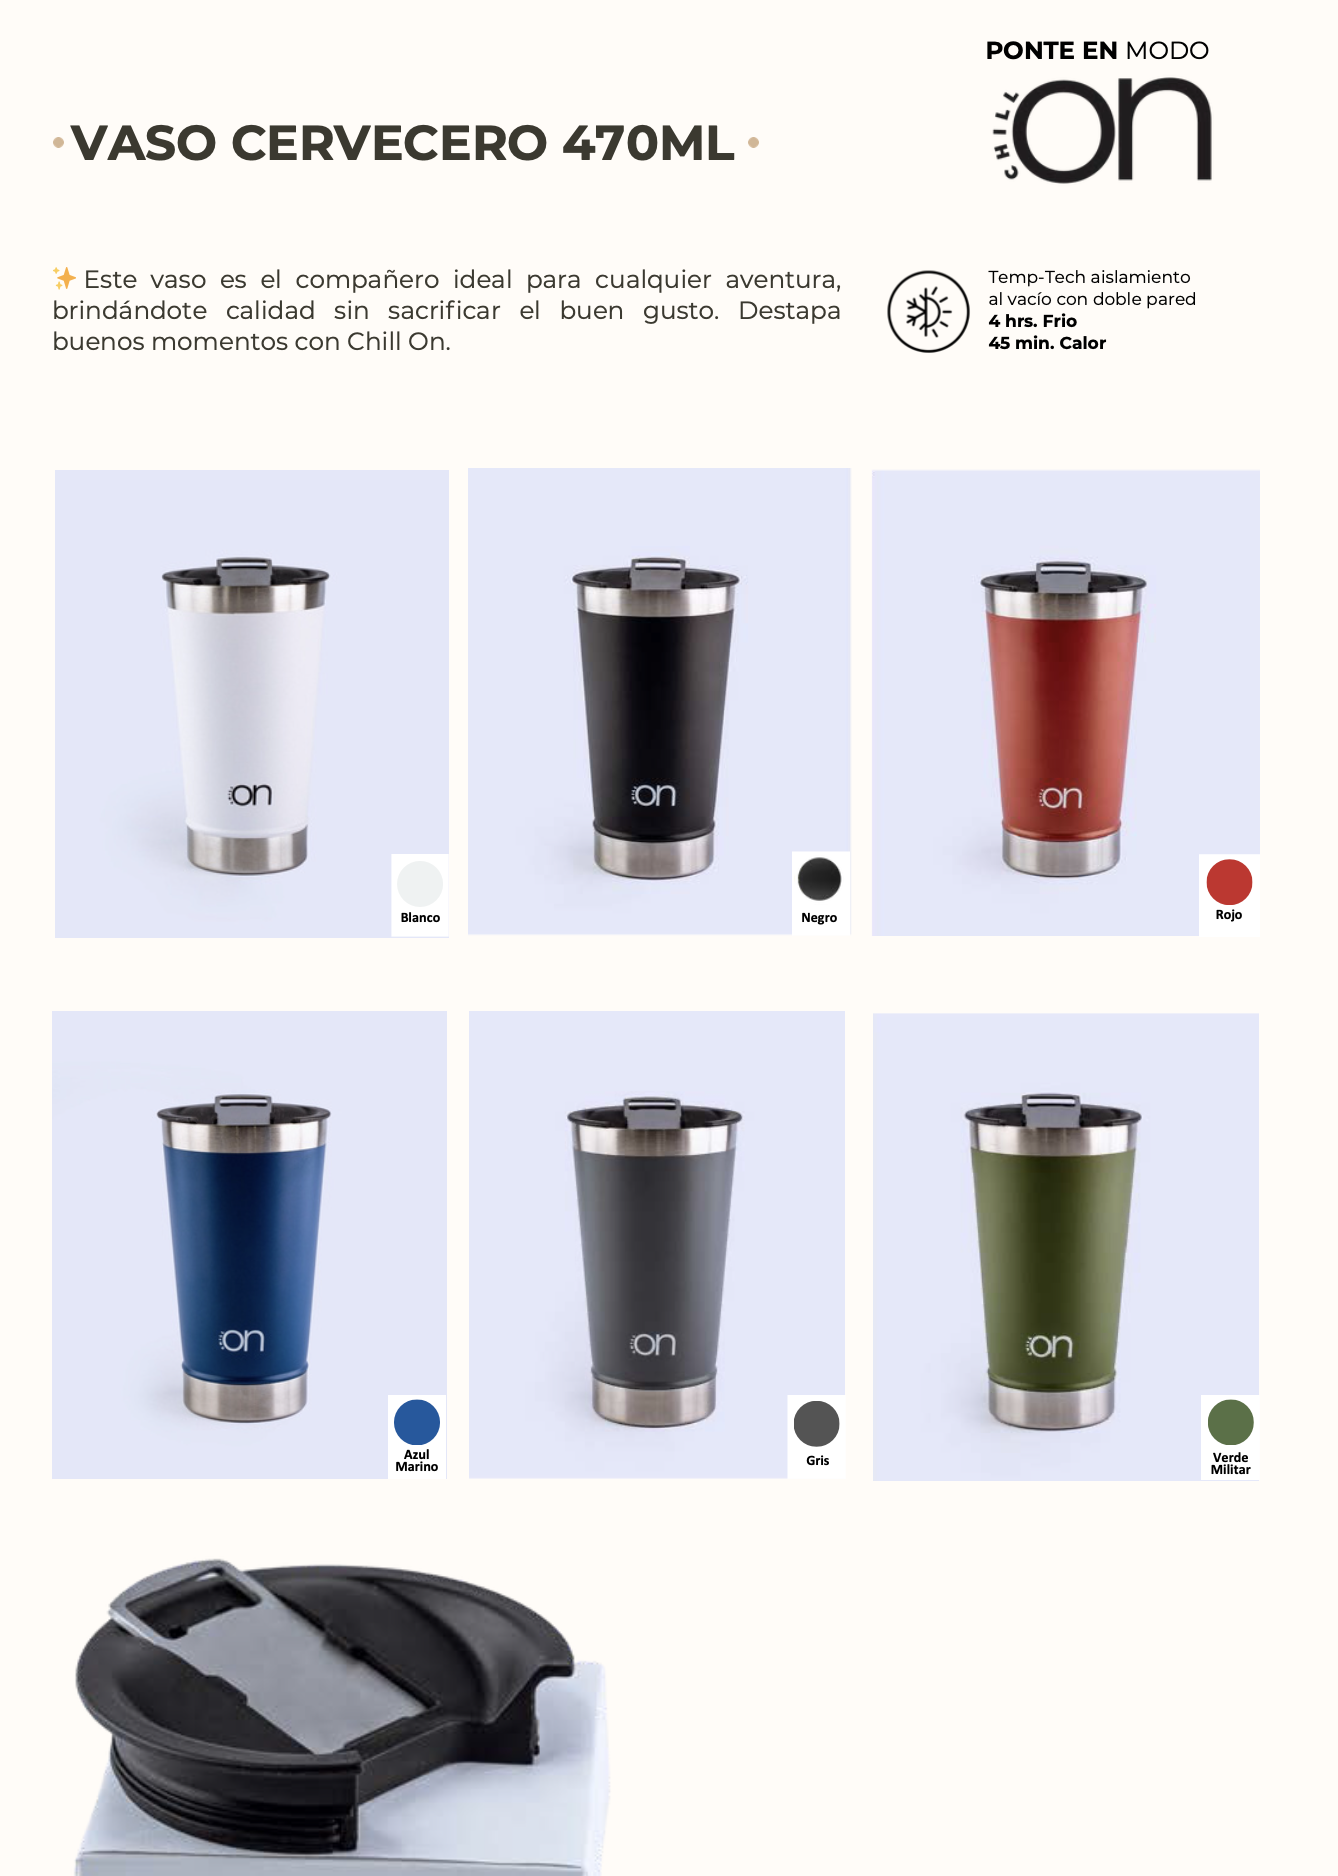 PONTE EN MODO
CHILL
on
• VASO CERVECERO 470ML •
✨ Este vaso es el compañero ideal para cualquier aventura,
brindándote calidad sin sacrificar el buen gusto. Destapa
buenos momentos con Chill On.
Temp-Tech aislamiento
al vacío con doble pared
4 hrs. Frio
45 min. Calor
on
on
on
Blanco
Negro
Rojo
on
on
on
Azul
Marino
Gris
Verde
Militar